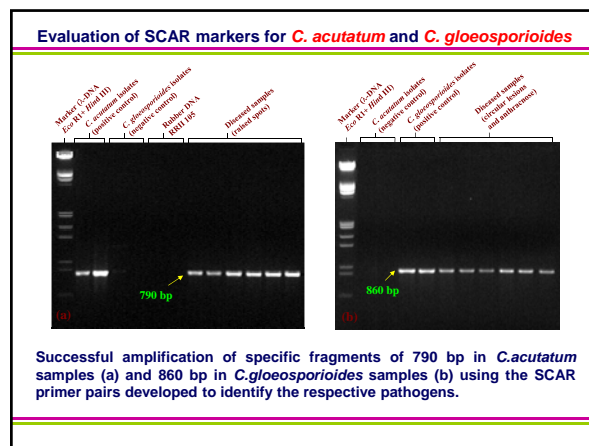 Evaluation of SCAR markers for C. acutatum and C. gloeosporioides
Marker (λ-DNA
Eco R1+ Hind III)
C. acutatum isolates
(positive control)
C. gloeosporioides isolates
(negative control)
Rubber DNA
RRII 105
Diseased samples
(raised spots)
790 bp
(a)
Marker (λ-DNA
Eco R1+ Hind III)
C. acutatum isolates
(negative control)
C. gloeosporioides isolates
(positive control)
Diseased samples
(circular lesions
and anthracnose)
860 bp
(b)
Successful amplification of specific fragments of 790 bp in C.acutatum
samples (a) and 860 bp in C.gloeosporioides samples (b) using the SCAR
primer pairs developed to identify the respective pathogens.